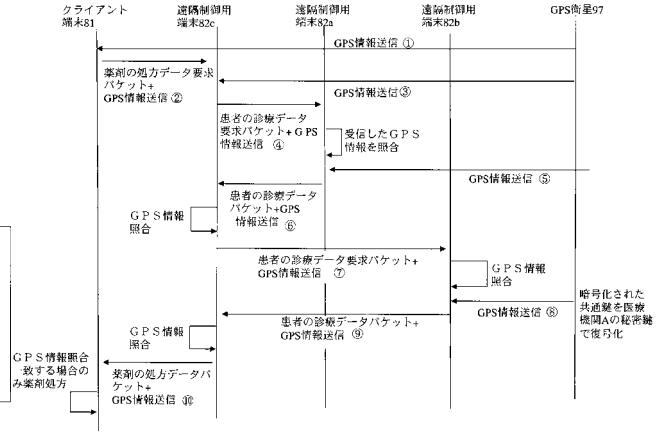 クライアント
端末81
遠隔制御用
端末82c
遠隔制御用
端末82a
遠隔制御用
端末82b
GPS衛星97
GPS情報送信 ①
薬剤の処方データ要求
パケット+
GPS情報送信 ②
GPS情報送信③
患者の診療データ
要求パケット+ＧPS
情報送信 ④
受信したＧＰＳ
情報を照合
GPS情報送信 ⑤
患者の診療データ
パケット+GPS
情報送信 ⑥
ＧＰＳ情報
照合
患者の診療データ要求パケット+
GPS情報送信 ⑦
ＧＰＳ情報
照合
GPS情報送信 ⑧
暗号化された
共通鍵を医療
機関Aの秘密鍵
で復号化
患者の診療データパケット+
GPS情報送信 ⑨
ＧＰＳ情報
照合
ＧＰＳ情報照合
一致する場合の
み薬剤処方
薬剤の処方データパ
ケット+
GPS情報送信 ⑩